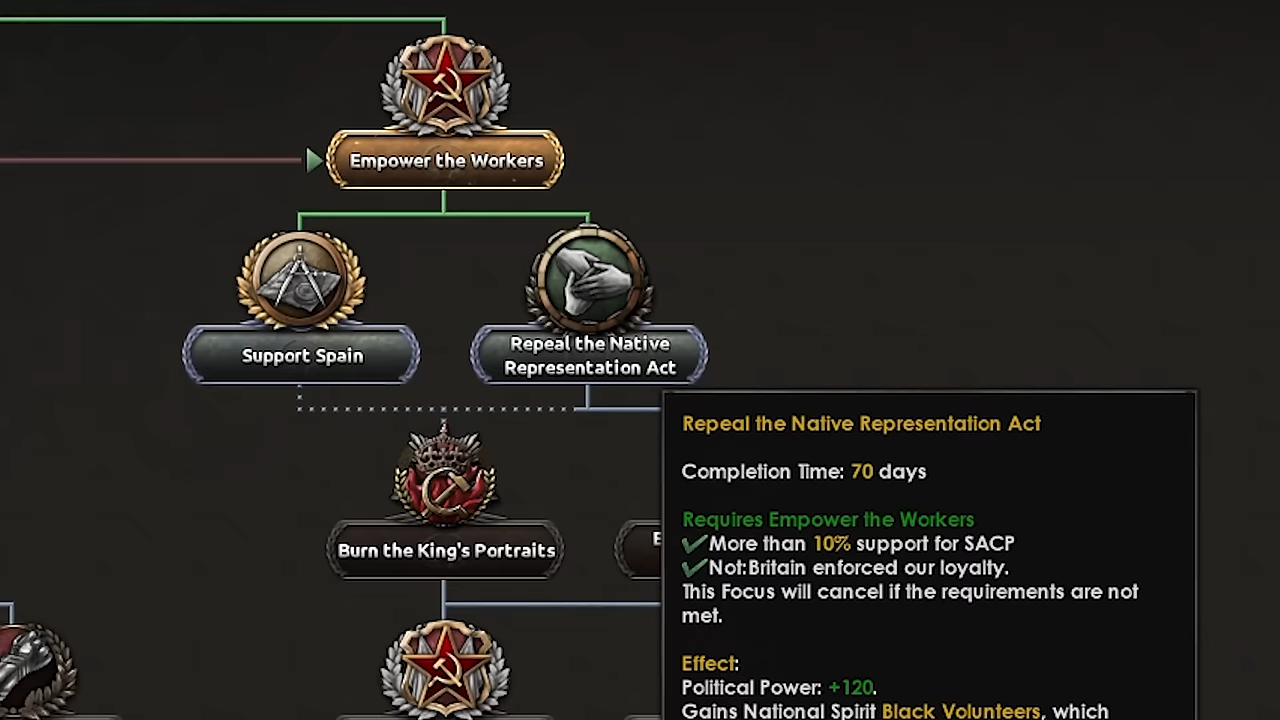 Empower the Workers
Support Spain
Repeal the Native
Representation Act
Burn the King's Portraits
E
Repeal the Native Representation Act
Completion Time: 70 days
Requires Empower the Workers
More than 10% support for SACP
Not:Britain enforced our loyalty.
This Focus will cancel if the requirements are not
met.
Effect:
Political Power: +120.
Gains National Spirit Black Volunteers, which